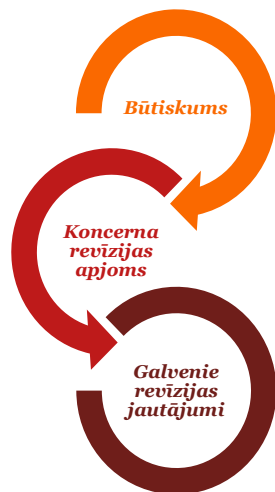 Būtiskums
Koncerna
revīzijas
apjoms
Galvenie
revīzijas
jautājumi